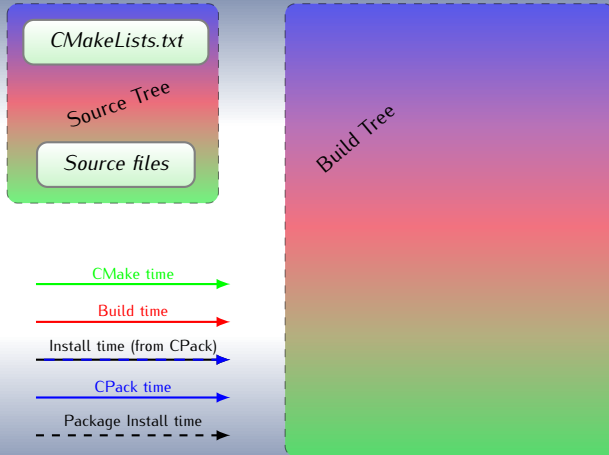 CMakeLists.txt
Source Tree
Source files
Build Tree
CMake time
Build time
Install time (from CPack)
CPack time
Package Install time